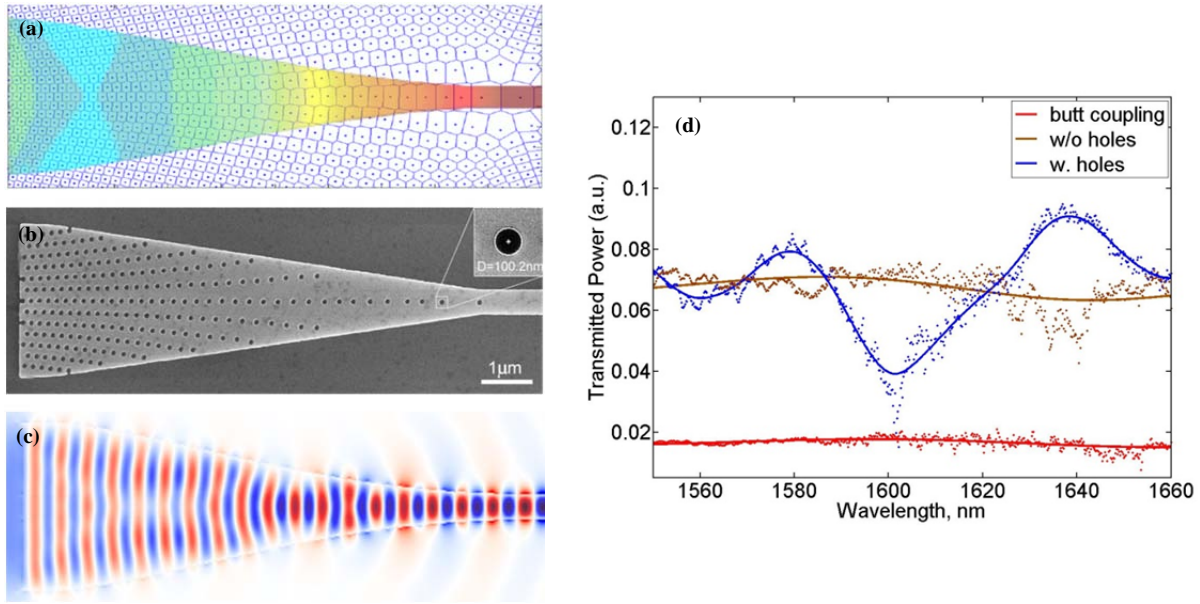 (a)
(b)
D=100.2nm
1μm
(c)
(d)
butt coupling
w/o holes
w. holes
0.12
0.1
0.08
0.06
0.04
0.02
Transmitted Power (a.u.)
1560 1580 1600 1620 1640 1660
Wavelength, nm